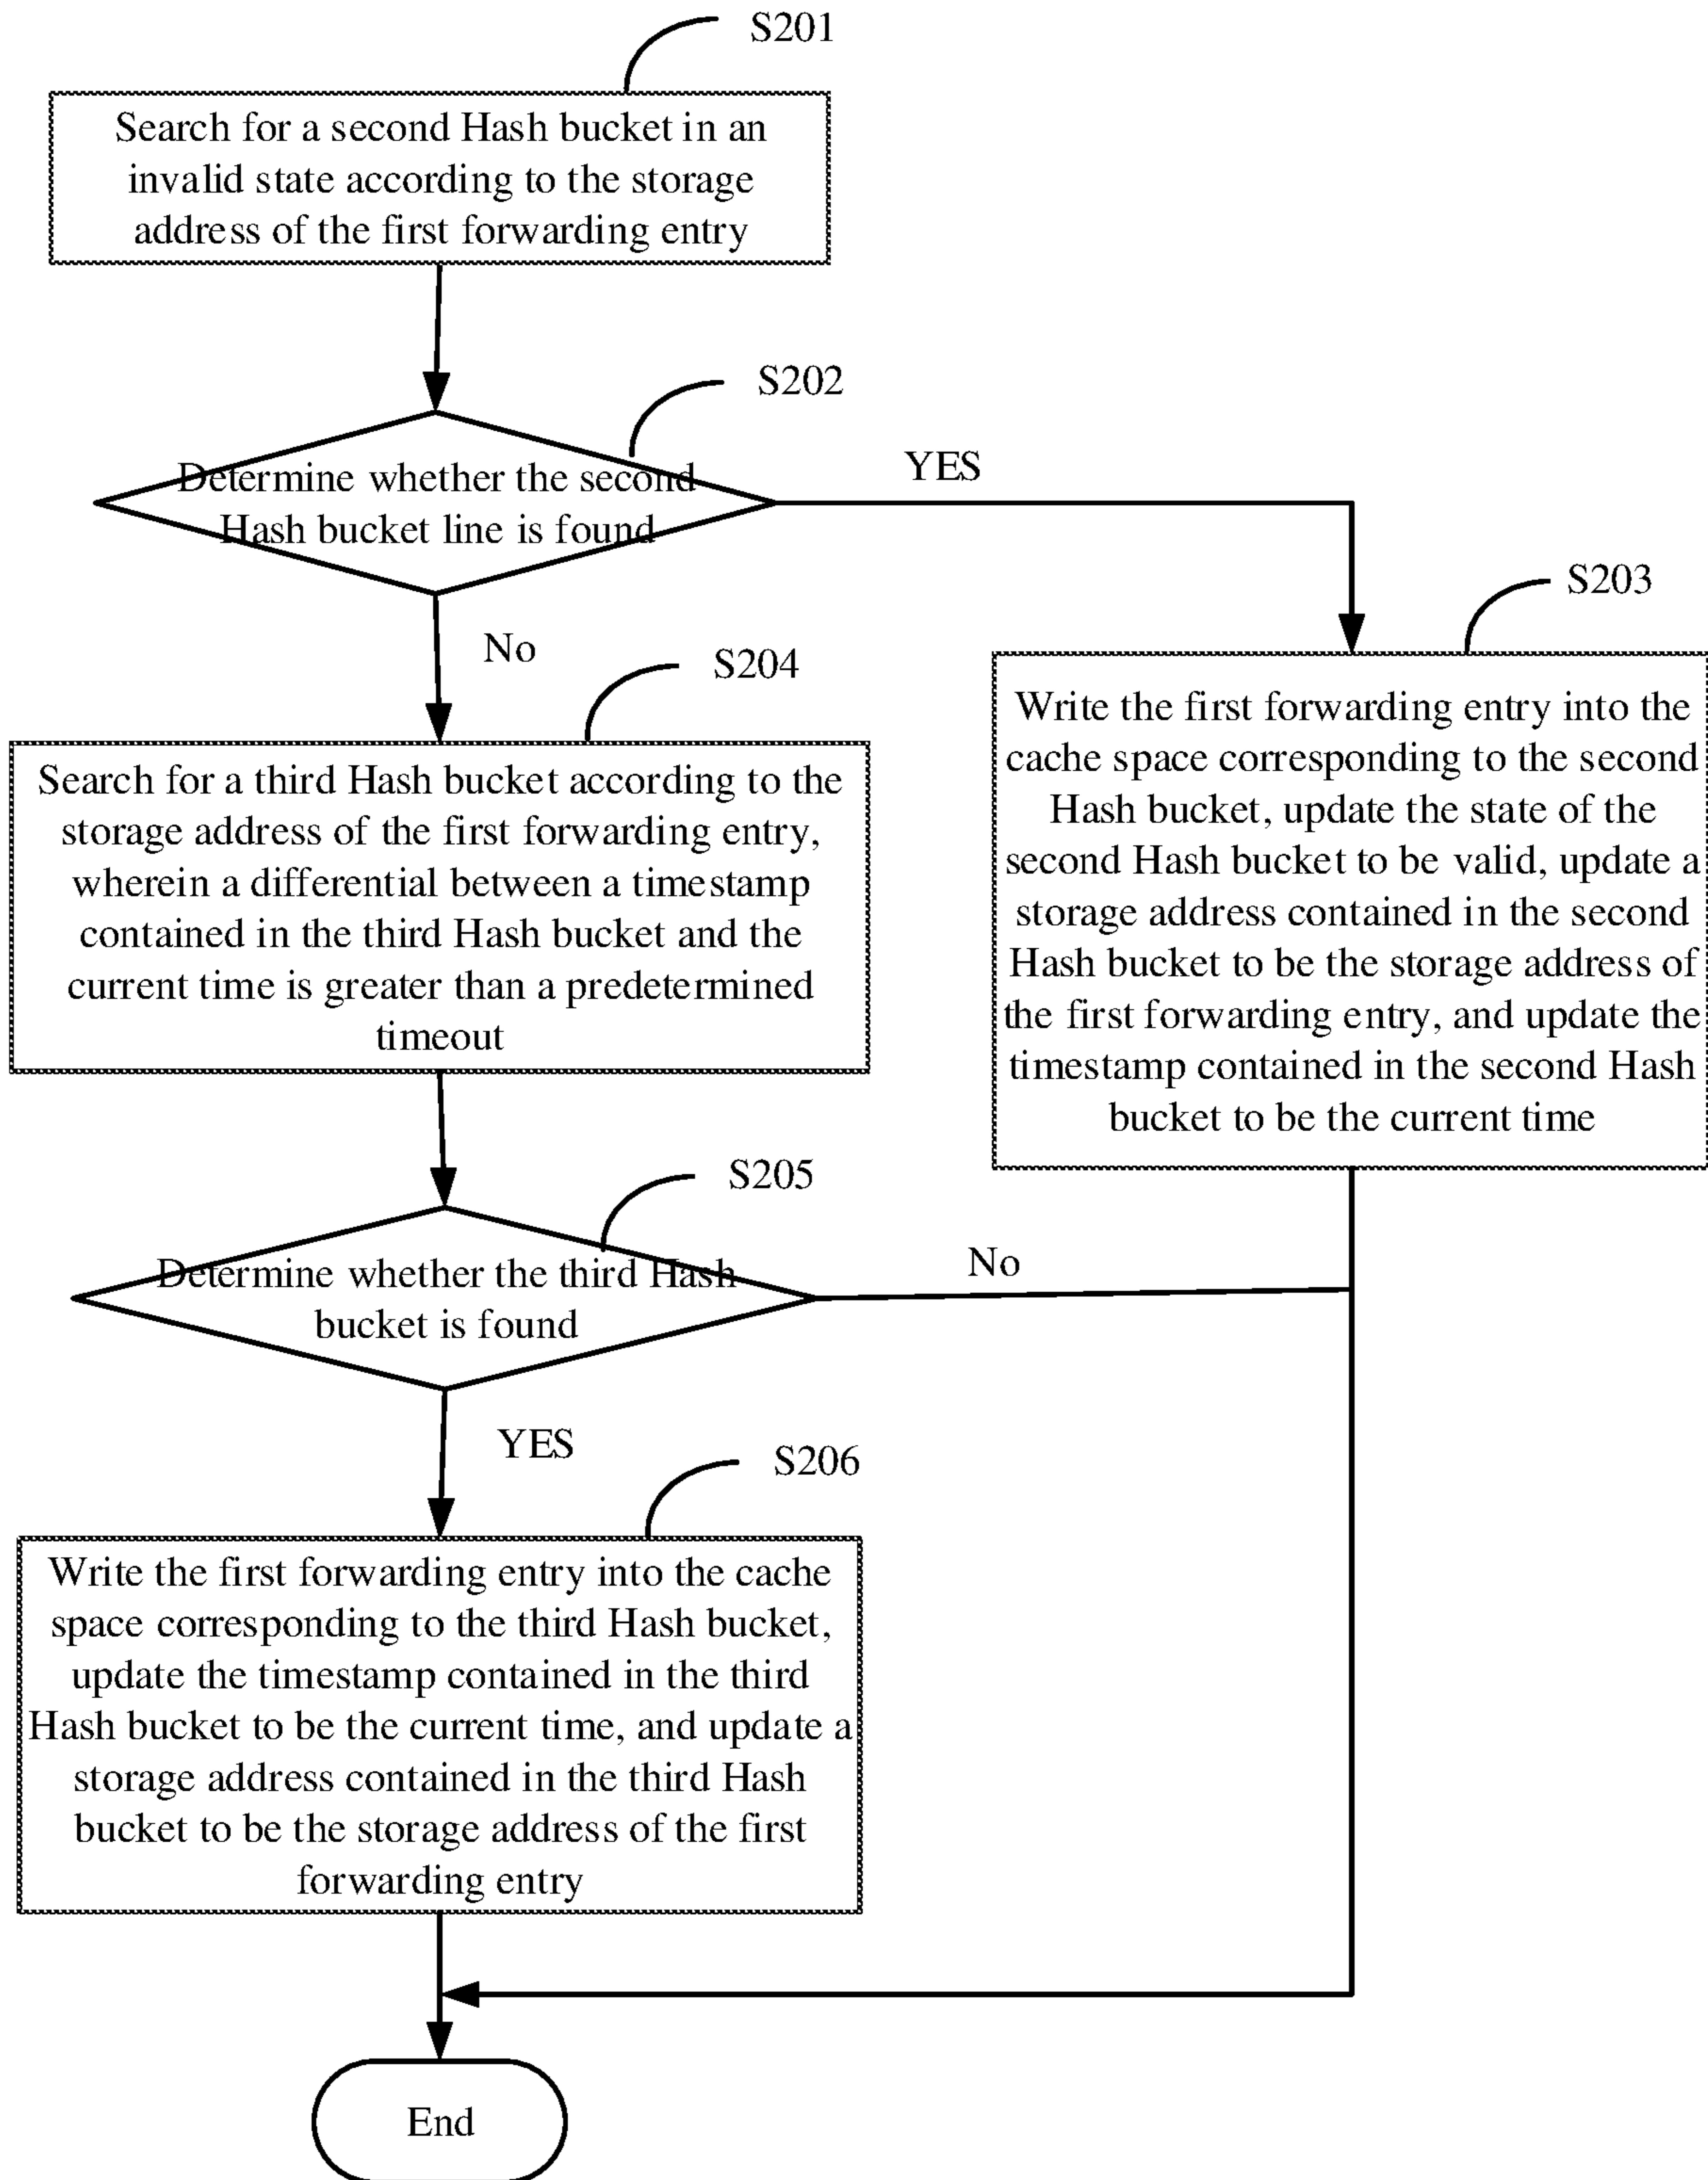 S201
Search for a second Hash bucket in an
invalid state according to the storage
address of the first forwarding entry
S202
Determine whether the second
Hash bucket line is found
YES
No
S203
Write the first forwarding entry into the
cache space corresponding to the second
Hash bucket, update the state of the
second Hash bucket to be valid, update a
storage address contained in the second
Hash bucket to be the storage address of
the first forwarding entry, and update the
timestamp contained in the second Hash
bucket to be the current time
S204
Search for a third Hash bucket according to the
storage address of the first forwarding entry,
wherein a differential between a timestamp
contained in the third Hash bucket and the
current time is greater than a predetermined
timeout
S205
Determine whether the third Hash
bucket is found
No
YES
S206
Write the first forwarding entry into the cache
space corresponding to the third Hash bucket,
update the timestamp contained in the third
Hash bucket to be the current time, and update a
storage address contained in the third Hash
bucket to be the storage address of the first
forwarding entry
End